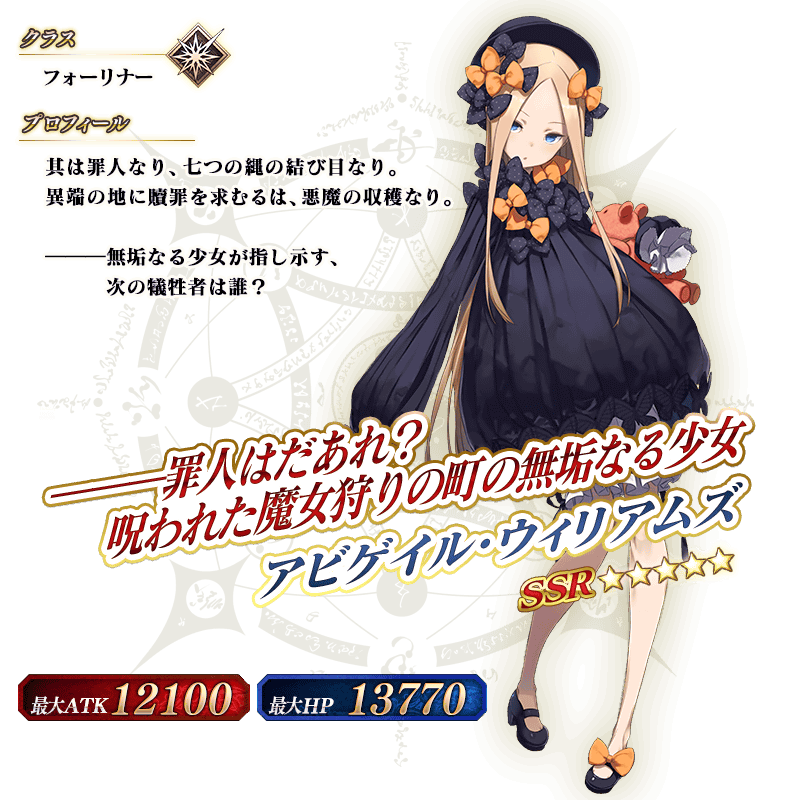 クラス
フォーリナー
プロフィール
其は罪人なり、七つの縄の結び目なり。
異端の地に贖罪を求むるは、悪魔の収穫なり。
―――無垢なる少女が指し示す、
次の犠牲者は誰？
―――罪人はだあれ？
呪われた魔女狩りの町の無垢なる少女
アビゲイル・ウィリアムズ
SSR☆☆☆☆☆
最大ATK 12100
最大HP 13770